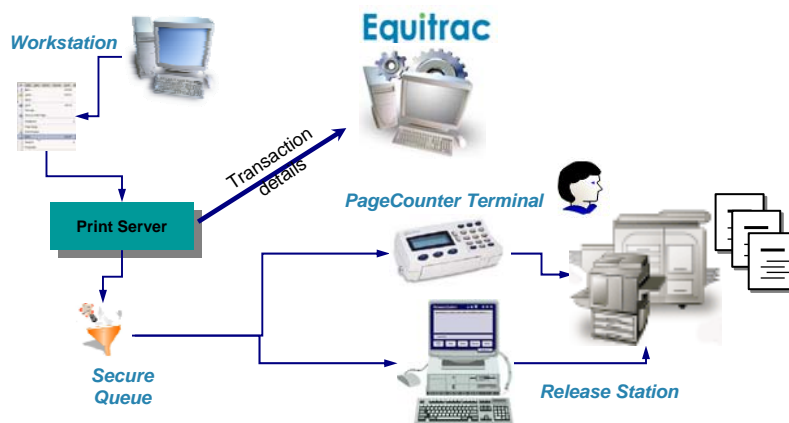 Workstation
Equitrac
Transaction
details
PageCounter Terminal
Print Server
Secure
Queue
Release Station